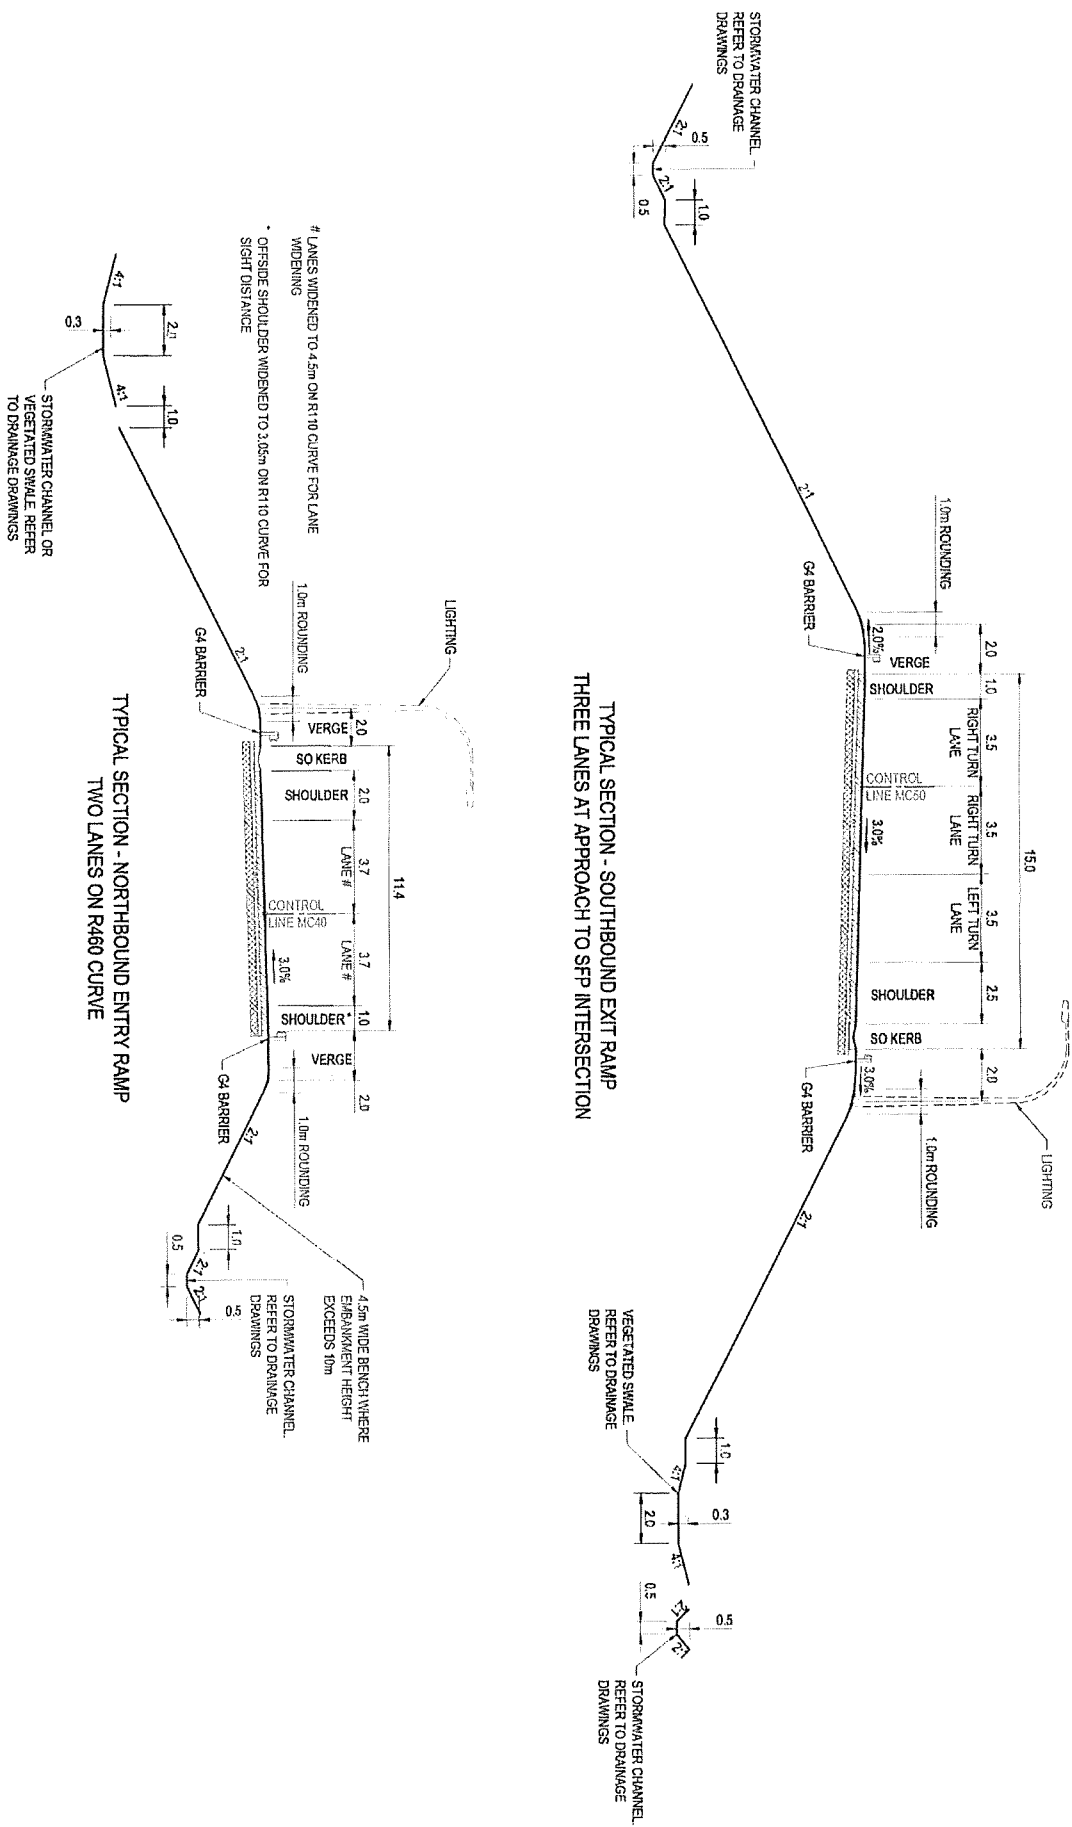 STORMWATER CHANNEL.
REFER TO DRAINAGE
DRAWINGS
2:1
0.5
2:1
0.5
1.0
2:1
1.0m ROUNDING
G4 BARRIER
2.0%
2.0
VERGE
1.0
SHOULDER
15.0
3.5
RIGHT TURN
LANE
CONTROL
LINE MC60
3.5
RIGHT TURN
LANE
3.0%
3.5
LEFT TURN
LANE
2.5
SHOULDER
SO KERB
2.0
3.0%
G4 BARRIER
1.0m ROUNDING
LIGHTING
2:1
VEGETATED SWALE.
REFER TO DRAINAGE
DRAWINGS
1.0
4:1
2.0
0.3
4:1
2:1
0.5
0.5
2:1
STORMWATER CHANNEL.
REFER TO DRAINAGE
DRAWINGS
TYPICAL SECTION - SOUTHBOUND EXIT RAMP
THREE LANES AT APPROACH TO SFP INTERSECTION
# LANES WIDENED TO 4.5m ON R110 CURVE FOR LANE
WIDENING
* OFFSIDE SHOULDER WIDENED TO 3.05m ON R110 CURVE FOR
SIGHT DISTANCE
4:1
0.3
2.0
4:1
1.0
STORMWATER CHANNEL OR
VEGETATED SWALE. REFER
TO DRAINAGE DRAWINGS
2:1
1.0m ROUNDING
G4 BARRIER
LIGHTING
2.0
VERGE
SO KERB
11.4
2.0
SHOULDER
3.7
LANE #
CONTROL
LINE MC40
3.7
LANE #
3.0%
1.0
SHOULDER *
VERGE
2.0
G4 BARRIER
1.0m ROUNDING
2:1
4.5m WIDE BENCH WHERE
EMBANKMENT HEIGHT
EXCEEDS 10m
1.0
0.5
2:1
2:1
0.5
STORMWATER CHANNEL.
REFER TO DRAINAGE
DRAWINGS
TYPICAL SECTION - NORTHBOUND ENTRY RAMP
TWO LANES ON R460 CURVE